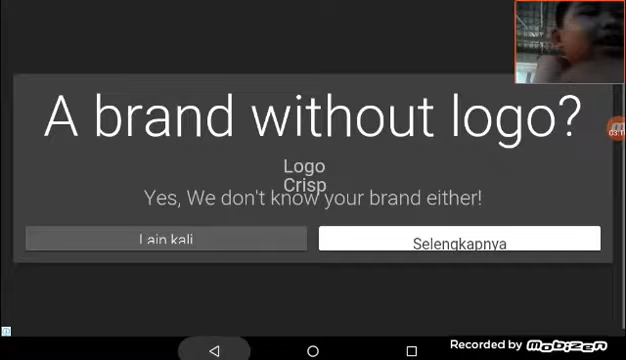 A brand without logo?
Logo
Crisp
Yes, We don't know your brand either!
Lain kali
Selengkapnya
Recorded by mobizen